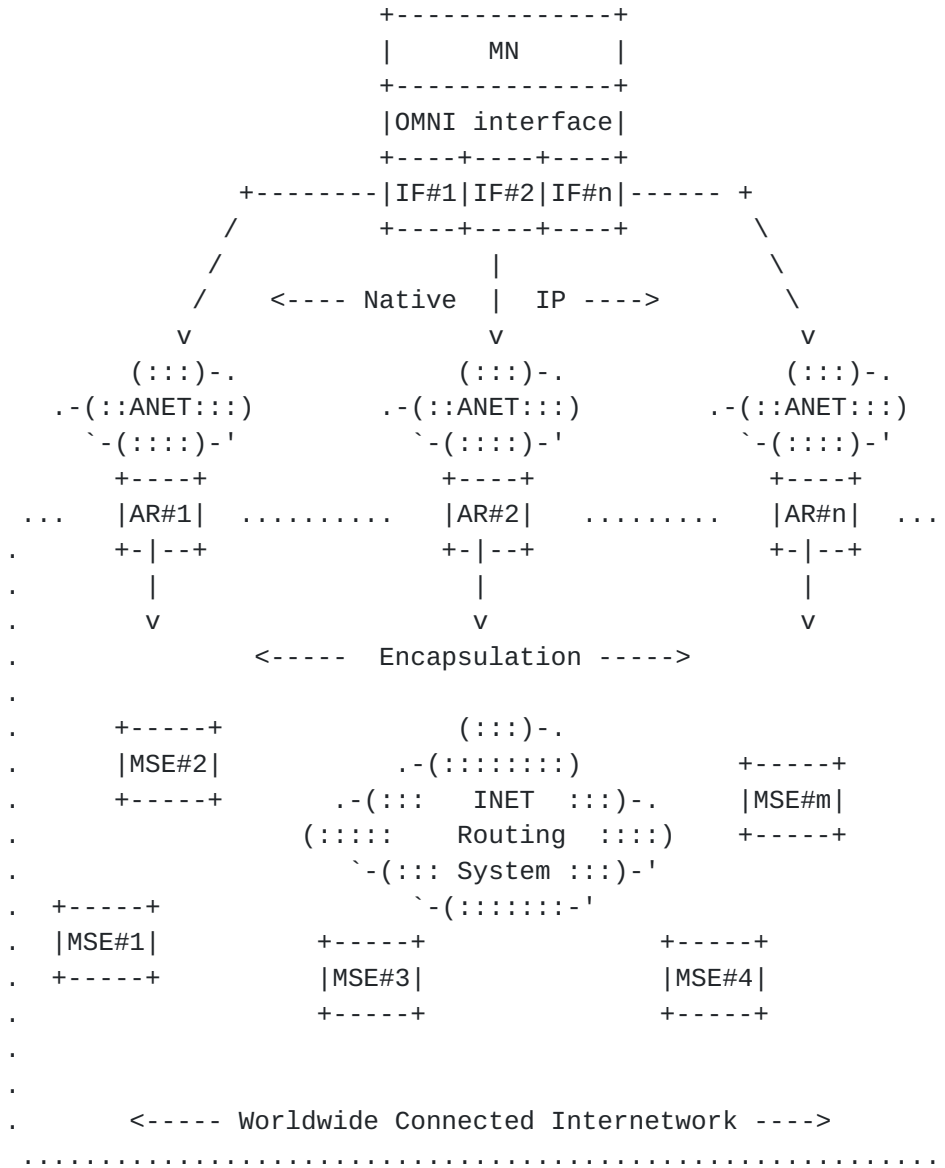 MN
OMNI interface
IF#1 IF#2 IF#n
<---- Native | IP ---->
(:::)-. (:::)-. (:::)-.
.-(::ANET:::) .-(::ANET:::) .-(::ANET:::)
`-(::::)-' `-(::::)-' `-(::::)-'
... |AR#1| .......... |AR#2| ......... |AR#n| ...
<----- Encapsulation ----->
(:::)-.
|MSE#2| .-(::::::::)
.-(::: INET :::)-. |MSE#m|
(::::: Routing ::::)
`-(::: System :::)-'
`-(:::::::-'
|MSE#1|
|MSE#3| |MSE#4|
<----- Worldwide Connected Internetwork ---->